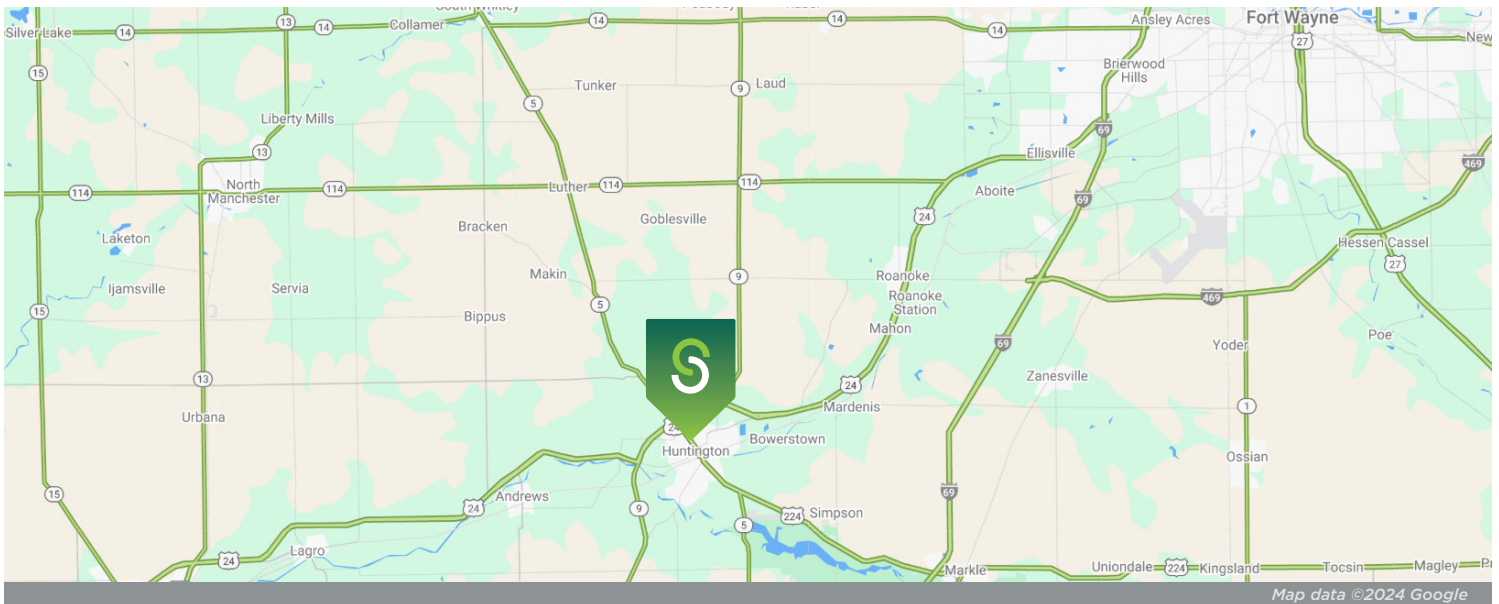 South Whitley
14
14
14
14
13
15
Silver Lake
Collamer
Ansley Acres
Fort Wayne
27
New
Brierwood
Hills
Tunker
9
Laud
5
Liberty Mills
13
69
Ellisville
469
114
North
Manchester
114
Luther
114
114
Aboite
69
24
Goblesville
Bracken
Laketon
Hessen Cassel
27
Makin
9
Roanoke
Ijamsville
Servia
Roanoke
Station
469
5
15
Bippus
Mahon
Poe
Yoder
69
S
13
Zanesville
24
Mardenis
1
Urbana
24
Bowerstown
Huntington
Ossian
15
Andrews
69
24
9
5
224
Simpson
Lagro
24
Markle
Uniondale
224
Kingsland
Tocsin
Magley
Map data ©2024 Google